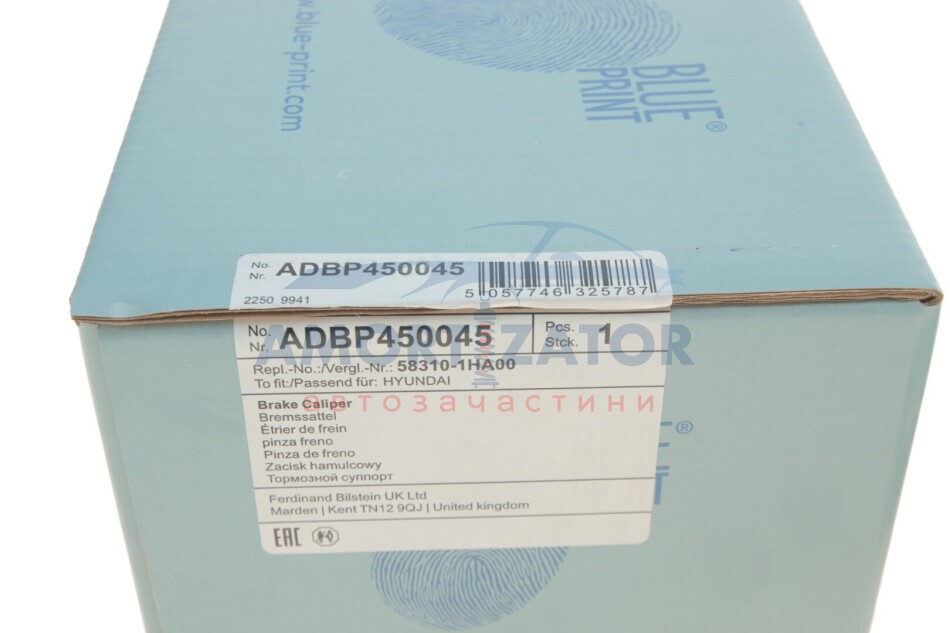 www.blue-print.com
BLUE
PRINT®
No.
Nr. ADBP450045
2250 9941
5 057746 325787
No.
Nr. ADBP450045
Pcs.
Stck. 1
Repl.-No.:/Vergl.-Nr.: 58310-1HA00
To fit:/Passend für: HYUNDAI
AMORTIZATOR
автозачастини
Brake Caliper
Bremssattel
Étrier de frein
pinza freno
Pinza de freno
Zacisk hamulcowy
Тормозной суппорт
Ferdinand Bilstein UK Ltd
Marden | Kent TN12 9QJ | United kingdom
EAC
®